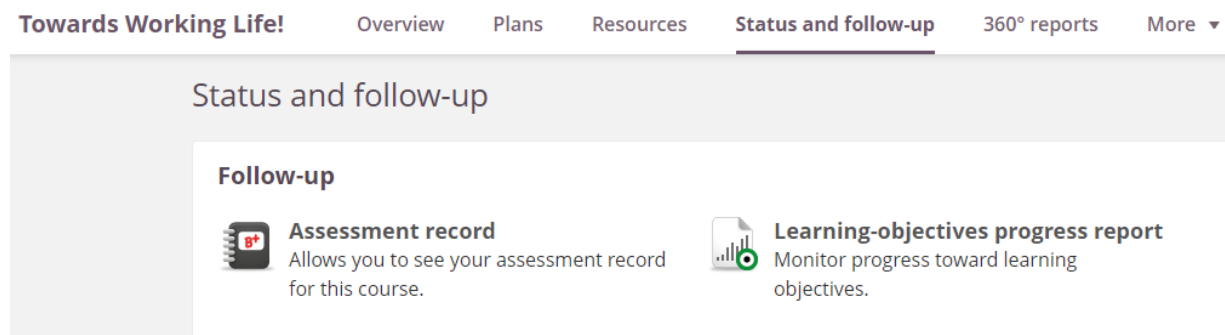 Towards Working Life! Overview Plans Resources Status and follow-up 360° reports More
Status and follow-up
Follow-up
B+
Assessment record
Allows you to see your assessment record
for this course.
Learning-objectives progress report
Monitor progress toward learning
objectives.